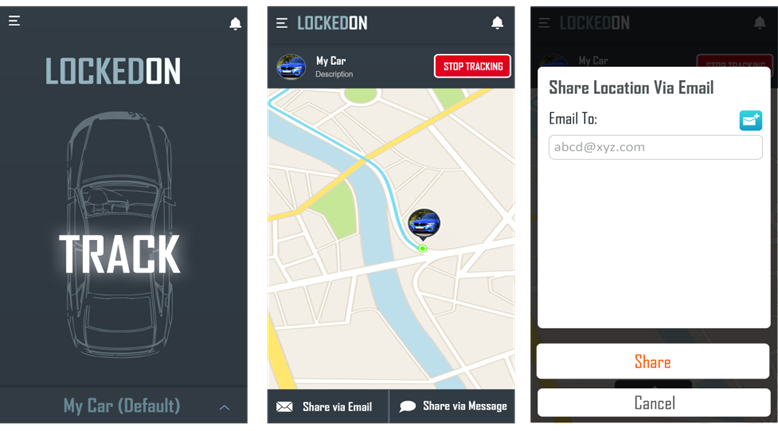 LOCKEDON
TRACK
My Car (Default)
LOCKEDON
My Car
Description
STOP TRACKING
Share via Email
Share via Message
LOCKEDON
My Car
STOP TRACKING
Share Location Via Email
Email To:
abcd@xyz.com
Share
Cancel